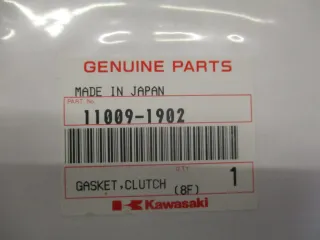 GENUINE PARTS
MADE IN JAPAN
PART No.
11009-1902
QTY
GASKET,CLUTCH (8F) 1
Kawasaki